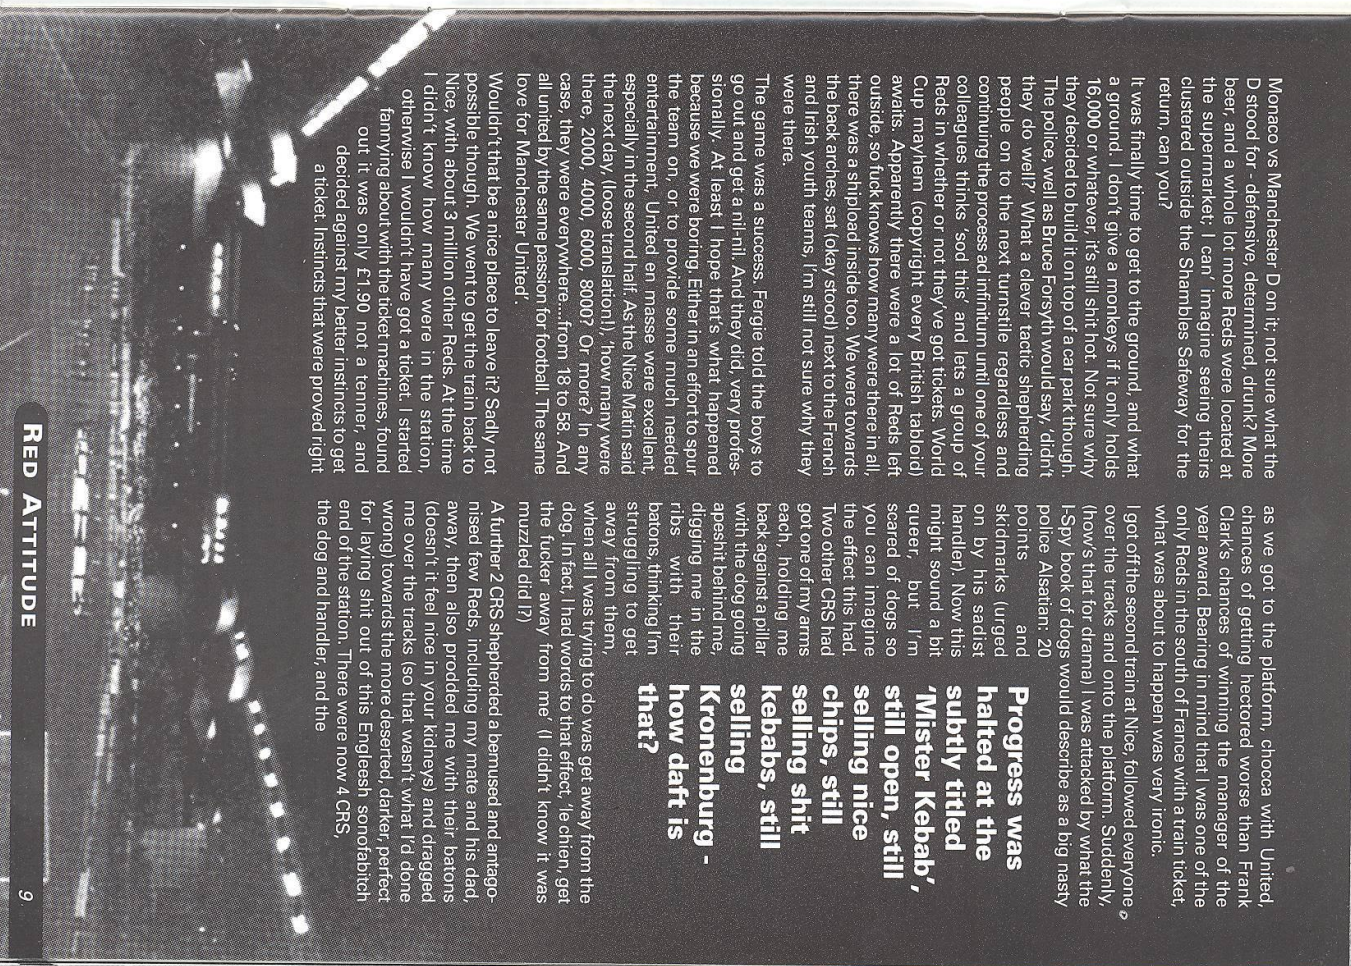 Monaco vs Manchester D on it; not sure what the
D stood for - defensive, determined, drunk? More
beer, and a whole lot more Reds were located at
the supermarket; I can' imagine seeing theirs
clustered outside the Shambles Safeway for the
return, can you?
It was finally time to get to the ground, and what
a ground. I don't give a monkeys if it only holds
16,000 or whatever, it's still shit hot. Not sure why
they decided to build it on top of a car park though.
The police, well as Bruce Forsyth would say, 'didn't
they do well?' What a clever tactic shepherding
people on to the next turnstile regardless and
continuing the process ad infinitum until one of your
colleagues thinks 'sod this' and lets a group of
Reds in whether or not they've got tickets. World
Cup mayhem (copyright every British tabloid)
awaits. Apparently there were a lot of Reds left
outside, so fuck knows how many were there in all,
there was a shipload inside too. We were towards
the back arches, sat (okay stood) next to the French
and Irish youth teams, I'm still not sure why they
were there.
The game was a success. Fergie told the boys to
go out and get a nil-nil. And they did, very profes-
sionally. At least I hope that's what happened
because we were boring. Either in an effort to spur
the team on, or to provide some much needed
entertainment, United en masse were excellent,
especially in the second half. As the Nice Matin said
the next day, (loose translation!), 'how many were
there, 2000, 4000, 6000, 8000? Or more? In any
case, they were everywhere....from 18 to 58. And
all united by the same passion for football. The same
love for Manchester United'.
Wouldn't that be a nice place to leave it? Sadly not
possible though. We went to get the train back to
Nice, with about 3 million other Reds. At the time
I didn't know how many were in the station,
otherwise I wouldn't have got a ticket. I started
fannying about with the ticket machines, found
out it was only £1.90 not a tenner, and
decided against my better instincts to get
a ticket. Instincts that were proved right
as we got to the platform, chocca with United,
chances of getting hectored worse than Frank
Clark's chances of winning the manager of the
year award. Bearing in mind that I was one of the
only Reds in the south of France with a train ticket,
what was about to happen was very ironic.
I got off the second train at Nice, followed everyone
over the tracks and onto the platform. Suddenly,
(how's that for drama) I was attacked by what the
I-Spy book of dogs would describe as a big nasty
police Alsatian: 20
points and
skidmarks (urged
on by his sadist
handler). Now this
might sound a bit
queer, but I'm
scared of dogs so
you can imagine
the effect this had.
Two other CRS had
got one of my arms
each, holding me
back against a pillar
with the dog going
apeshit behind me,
digging me in the
ribs with their
batons, thinking I'm
struggling to get
away from them,
when all I was trying to do was get away from the
dog. In fact, I had words to that effect, 'le chien, get
the fucker away from me' (I didn't know it was
muzzled did I?)
A further 2 CRS shepherded a bemused and antago-
nised few Reds, including my mate and his dad,
away, then also prodded me with their batons
(doesn't it feel nice in your kidneys) and dragged
me over the tracks (so that wasn't what I'd done
wrong) towards the more deserted, darker, perfect
for laying shit out of this Engleesh sonofabitch
end of the station. There were now 4 CRS,
the dog and handler, and the
Progress was
halted at the
subtly titled
'Mister Kebab',
still open, still
selling nice
chips, still
selling shit
kebabs, still
selling
Kronenburg -
how daft is
that?
RED ATTITUDE
9